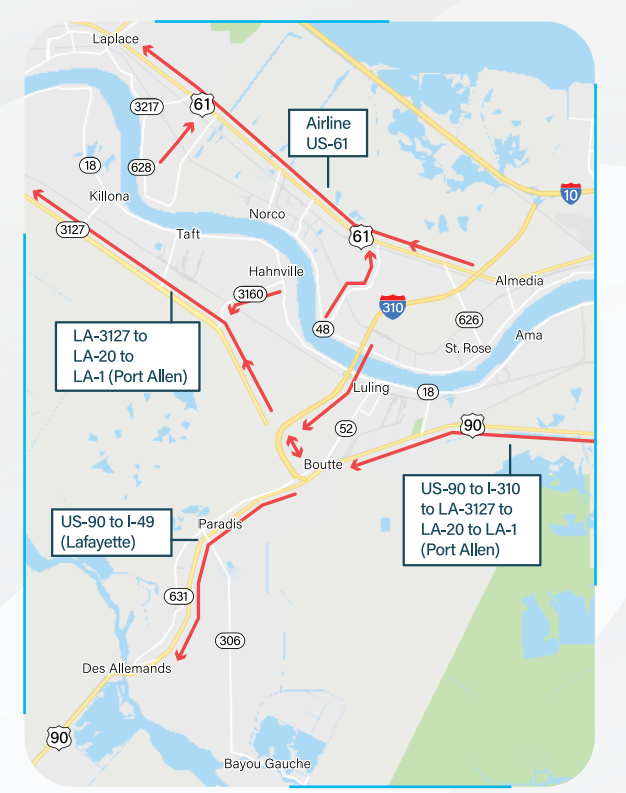 Laplace
3217
61
Airline
US-61
18
628
10
Killona
3127
Norco
Taft
61
Hahnville
Almedia
3160
310
48
626
Ama
LA-3127 to
LA-20 to
LA-1 (Port Allen)
St. Rose
Luling
18
52
90
Boutte
US-90 to I-310
to LA-3127 to
LA-20 to LA-1
(Port Allen)
US-90 to I-49
(Lafayette)
Paradis
631
306
Des Allemands
90
Bayou Gauche